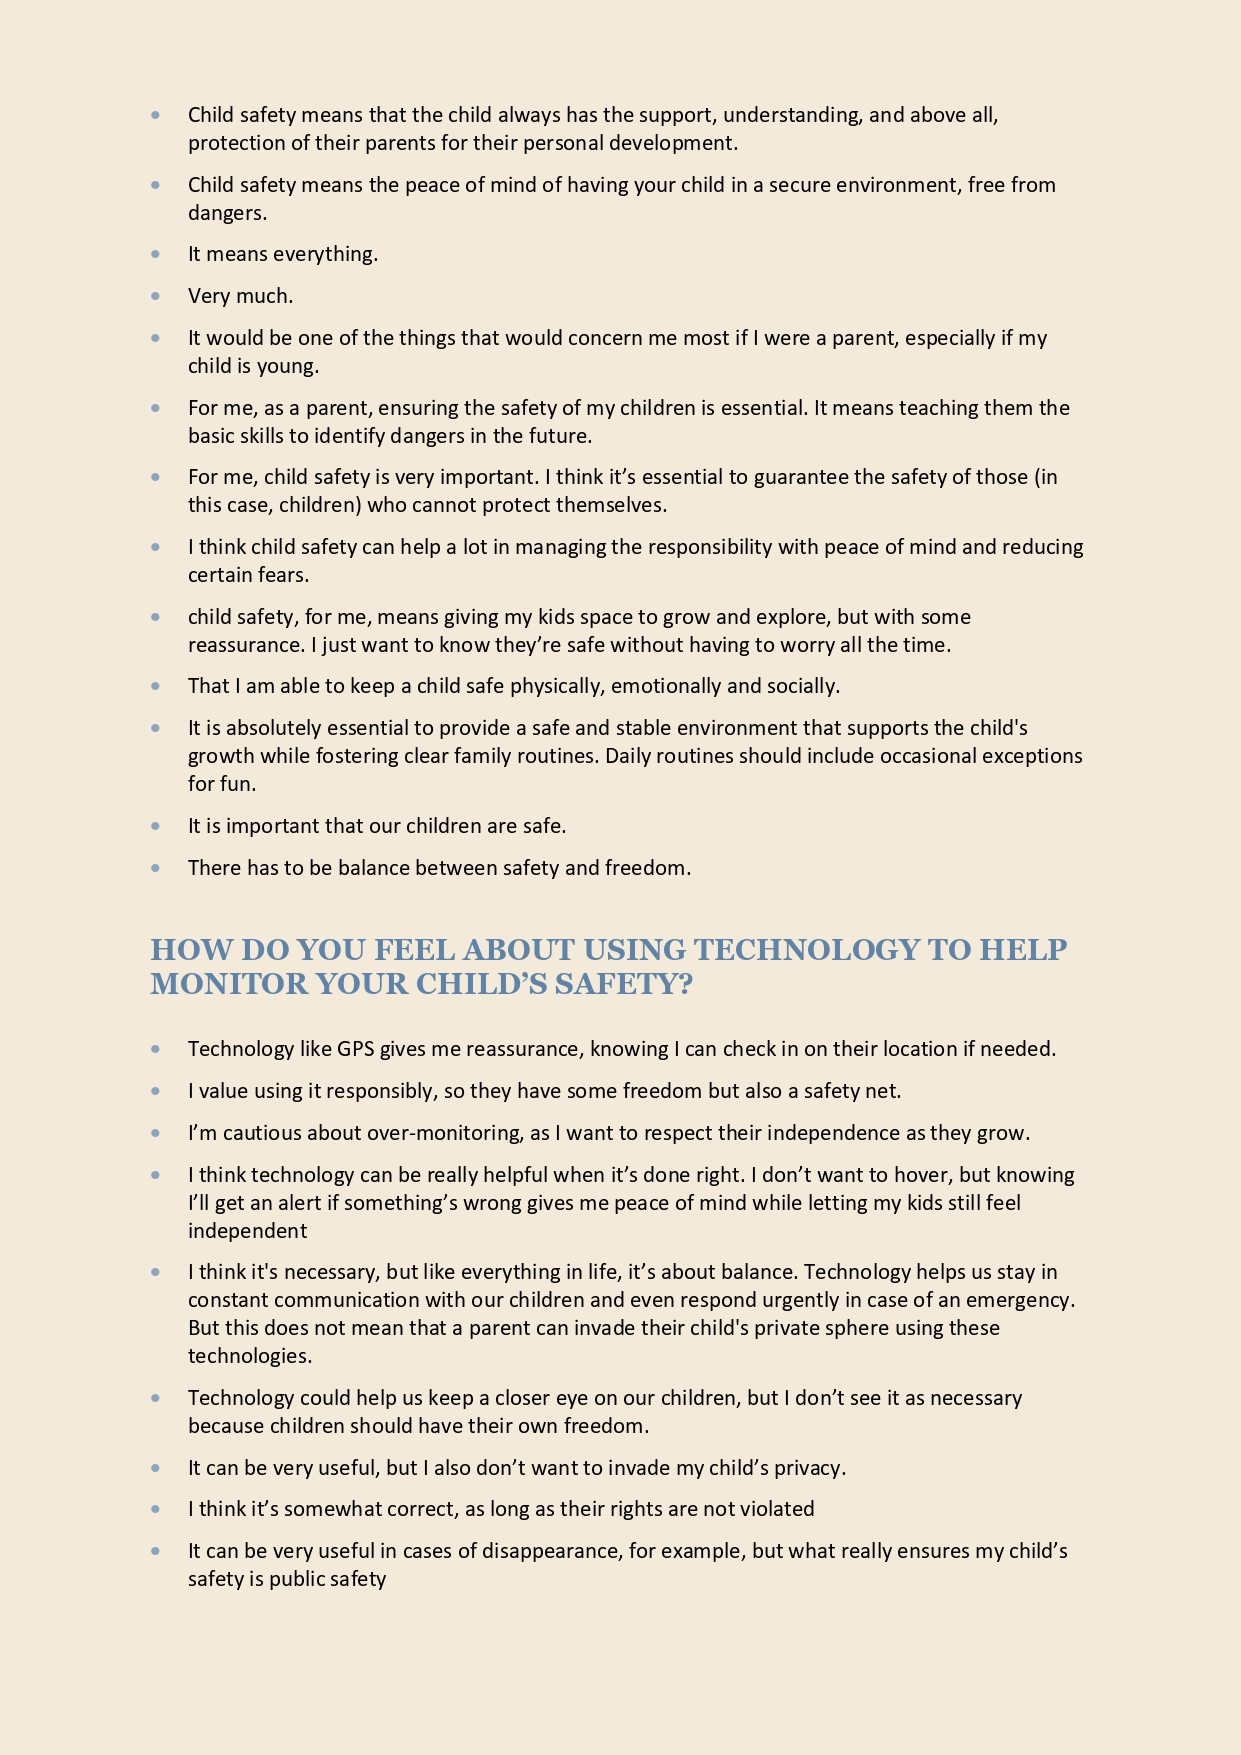 • Child safety means that the child always has the support, understanding, and above all,
protection of their parents for their personal development.
• Child safety means the peace of mind of having your child in a secure environment, free from
dangers.
• It means everything.
• Very much.
• It would be one of the things that would concern me most if I were a parent, especially if my
child is young.
• For me, as a parent, ensuring the safety of my children is essential. It means teaching them the
basic skills to identify dangers in the future.
• For me, child safety is very important. I think it’s essential to guarantee the safety of those (in
this case, children) who cannot protect themselves.
• I think child safety can help a lot in managing the responsibility with peace of mind and reducing
certain fears.
• child safety, for me, means giving my kids space to grow and explore, but with some
reassurance. I just want to know they’re safe without having to worry all the time.
• That I am able to keep a child safe physically, emotionally and socially.
• It is absolutely essential to provide a safe and stable environment that supports the child's
growth while fostering clear family routines. Daily routines should include occasional exceptions
for fun.
• It is important that our children are safe.
• There has to be balance between safety and freedom.
HOW DO YOU FEEL ABOUT USING TECHNOLOGY TO HELP
MONITOR YOUR CHILD’S SAFETY?
• Technology like GPS gives me reassurance, knowing I can check in on their location if needed.
• I value using it responsibly, so they have some freedom but also a safety net.
• I’m cautious about over-monitoring, as I want to respect their independence as they grow.
• I think technology can be really helpful when it’s done right. I don’t want to hover, but knowing
I’ll get an alert if something’s wrong gives me peace of mind while letting my kids still feel
independent
• I think it's necessary, but like everything in life, it’s about balance. Technology helps us stay in
constant communication with our children and even respond urgently in case of an emergency.
But this does not mean that a parent can invade their child's private sphere using these
technologies.
• Technology could help us keep a closer eye on our children, but I don’t see it as necessary
because children should have their own freedom.
• It can be very useful, but I also don’t want to invade my child’s privacy.
• I think it’s somewhat correct, as long as their rights are not violated
• It can be very useful in cases of disappearance, for example, but what really ensures my child’s
safety is public safety